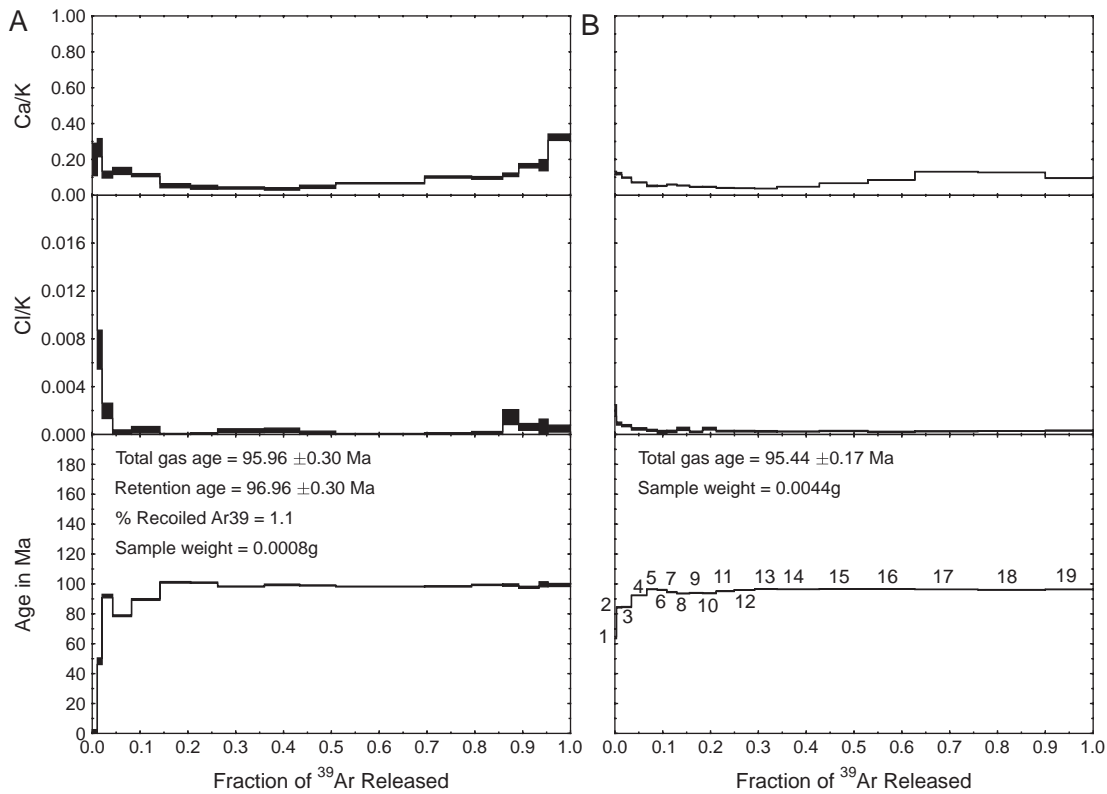 A
B
1.00
0.80
0.60
0.40
0.20
0.00
Ca/K
0.016
0.012
0.008
0.004
0.000
Cl/K
180
160
140
120
100
80
60
40
20
0
Age in Ma
Total gas age = 95.96 ±0.30 Ma
Retention age = 96.96 ±0.30 Ma
% Recoiled Ar39 = 1.1
Sample weight = 0.0008g
0.0 0.1 0.2 0.3 0.4 0.5 0.6 0.7 0.8 0.9 1.0
Fraction of ³⁹Ar Released
Total gas age = 95.44 ±0.17 Ma
Sample weight = 0.0044g
1 2 3 4 5 6 7 8 9 10 11 12 13 14 15 16 17 18 19
0.0 0.1 0.2 0.3 0.4 0.5 0.6 0.7 0.8 0.9 1.0
Fraction of ³⁹Ar Released